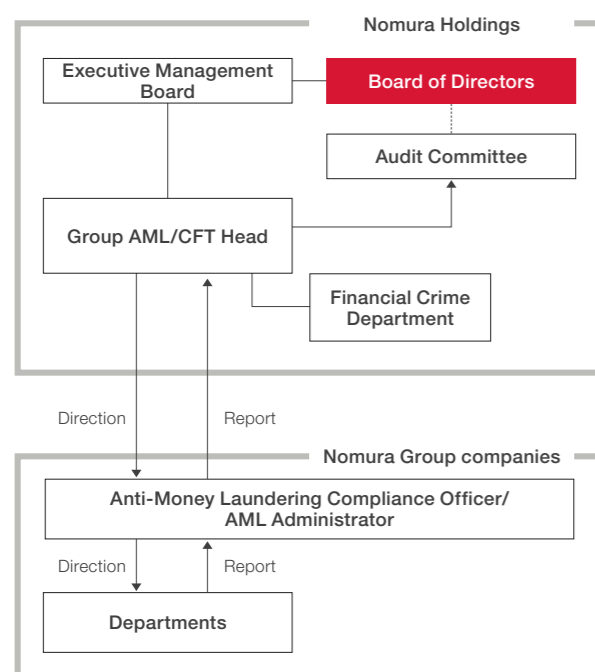 Nomura Holdings
Executive Management
Board
Board of Directors
Audit Committee
Group AML/CFT Head
Financial Crime
Department
Direction
Report
Nomura Group companies
Anti-Money Laundering Compliance Officer/
AML Administrator
Direction
Report
Departments